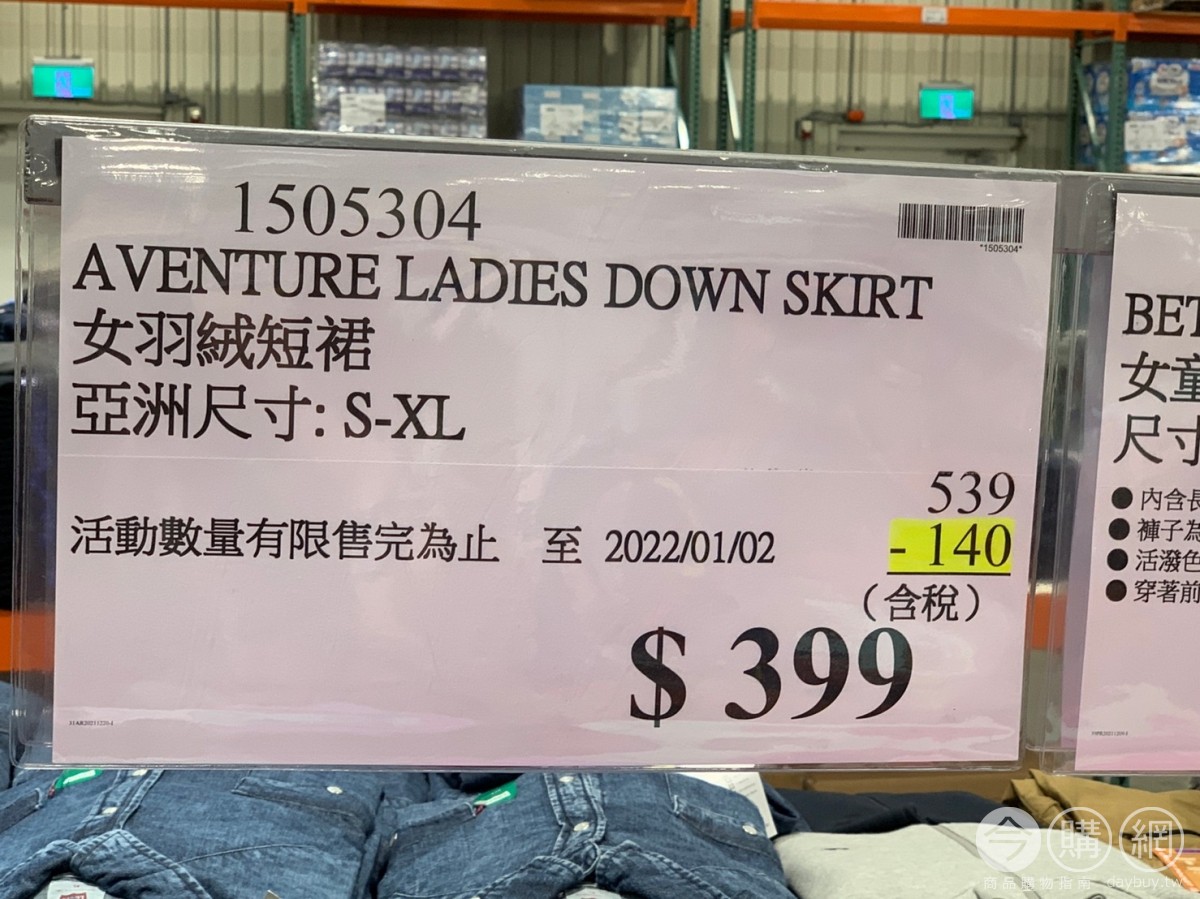 1505304
*1505304*
AVENTURE LADIES DOWN SKIRT
女羽絨短裙
亞洲尺寸: S-XL
539
活動數量有限售完為止 至 2022/01/02
- 140
（含稅）
$ 399
BET
女童
尺寸
● 內含長
● 褲子為
● 活潑色
● 穿著前
今購網
商品購物指南 daybuy.tw